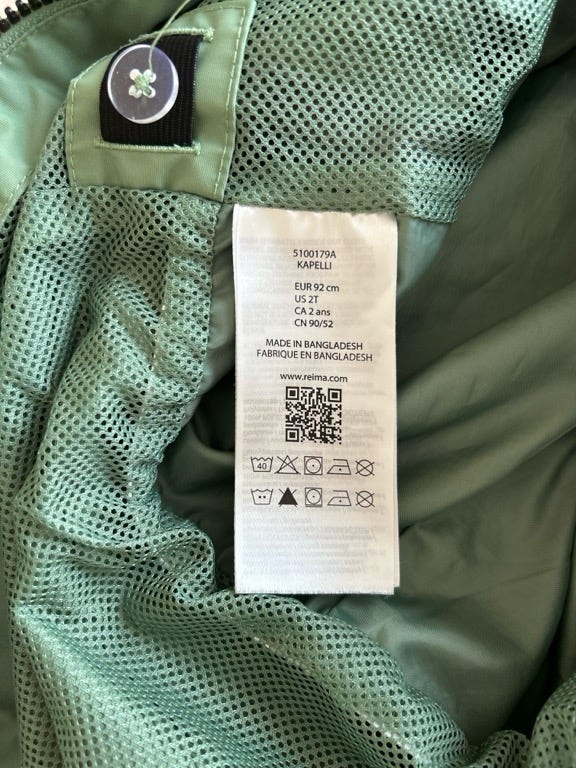 5100179A
KAPELLI
EUR 92 cm
US 2T
CA 2 ans
CN 90/52
MADE IN BANGLADESH
FABRIQUE EN BANGLADESH
www.reima.com
40